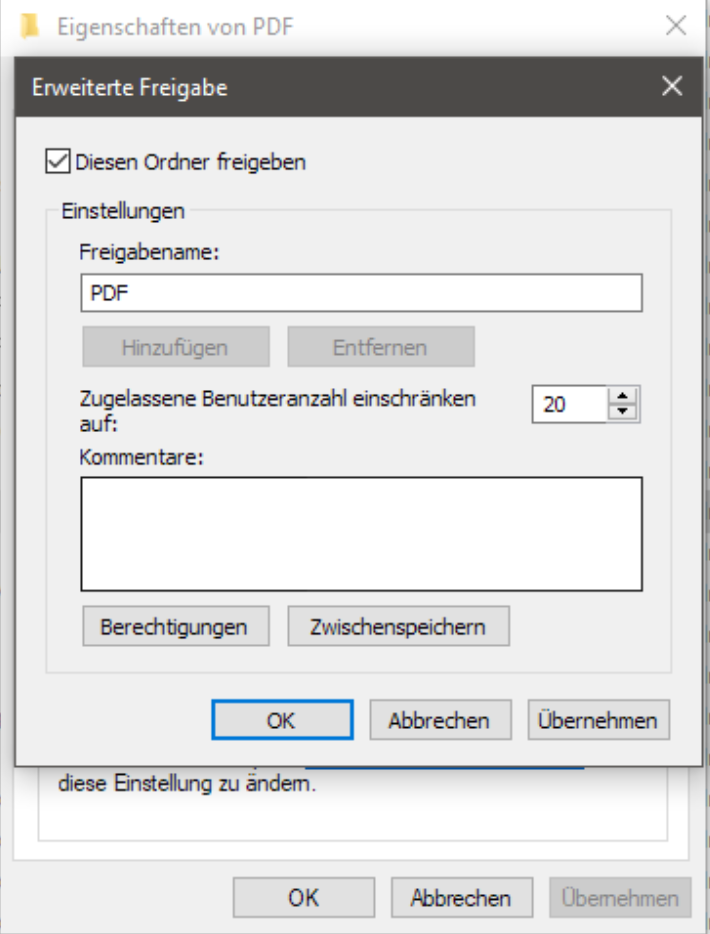 Eigenschaften von PDF
Erweiterte Freigabe
Diesen Ordner freigeben
Einstellungen
Freigabename:
PDF
Hinzufügen Entfernen
Zugelassene Benutzeranzahl einschränken
auf:
20
Kommentare:
Berechtigungen Zwischenspeichern
OK Abbrechen Übernehmen
diese Einstellung zu ändern.
OK Abbrechen Übernehmen